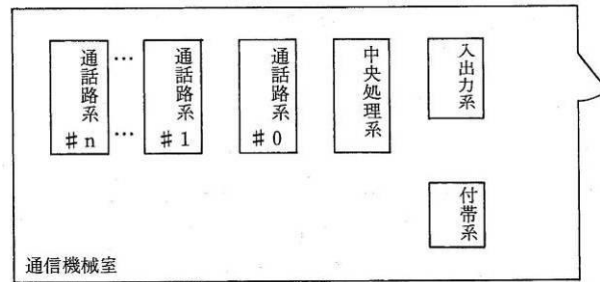 通話路系
#n
…
…
通話路系
#1
通話路系
#0
中央処理系
入出力系
付帯系
通信機械室